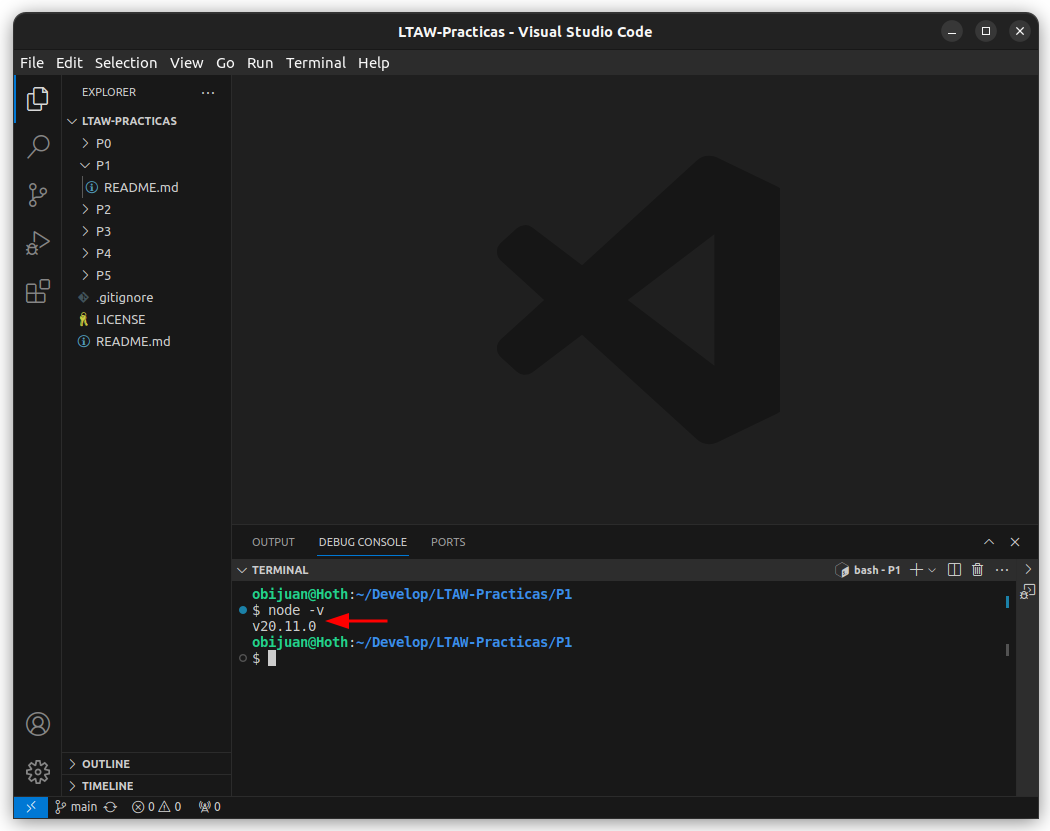 LTAW-Practicas - Visual Studio Code
File Edit Selection View Go Run Terminal Help
EXPLORER
LTAW-PRACTICAS
P0
P1
README.md
P2
P3
P4
P5
.gitignore
LICENSE
README.md
OUTPUT DEBUG CONSOLE PORTS
TERMINAL bash - P1
obijuan@Hoth:~/Develop/LTAW-Practicas/P1
$ node -v
v20.11.0
obijuan@Hoth:~/Develop/LTAW-Practicas/P1
$
OUTLINE
TIMELINE
main 0 0 0